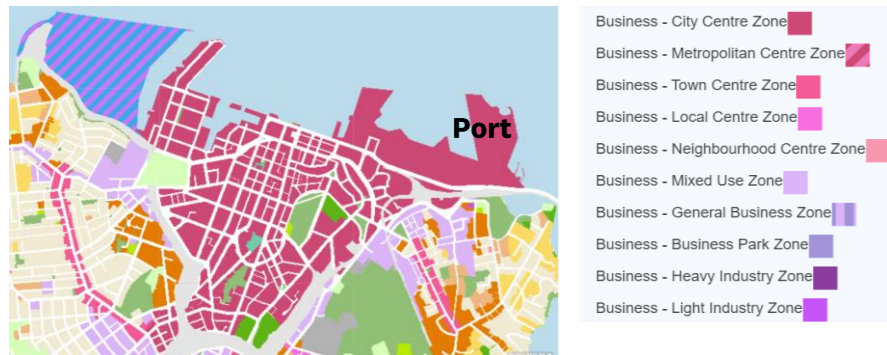 Port
Business - City Centre Zone
Business - Metropolitan Centre Zone
Business - Town Centre Zone
Business - Local Centre Zone
Business - Neighbourhood Centre Zone
Business - Mixed Use Zone
Business - General Business Zone
Business - Business Park Zone
Business - Heavy Industry Zone
Business - Light Industry Zone